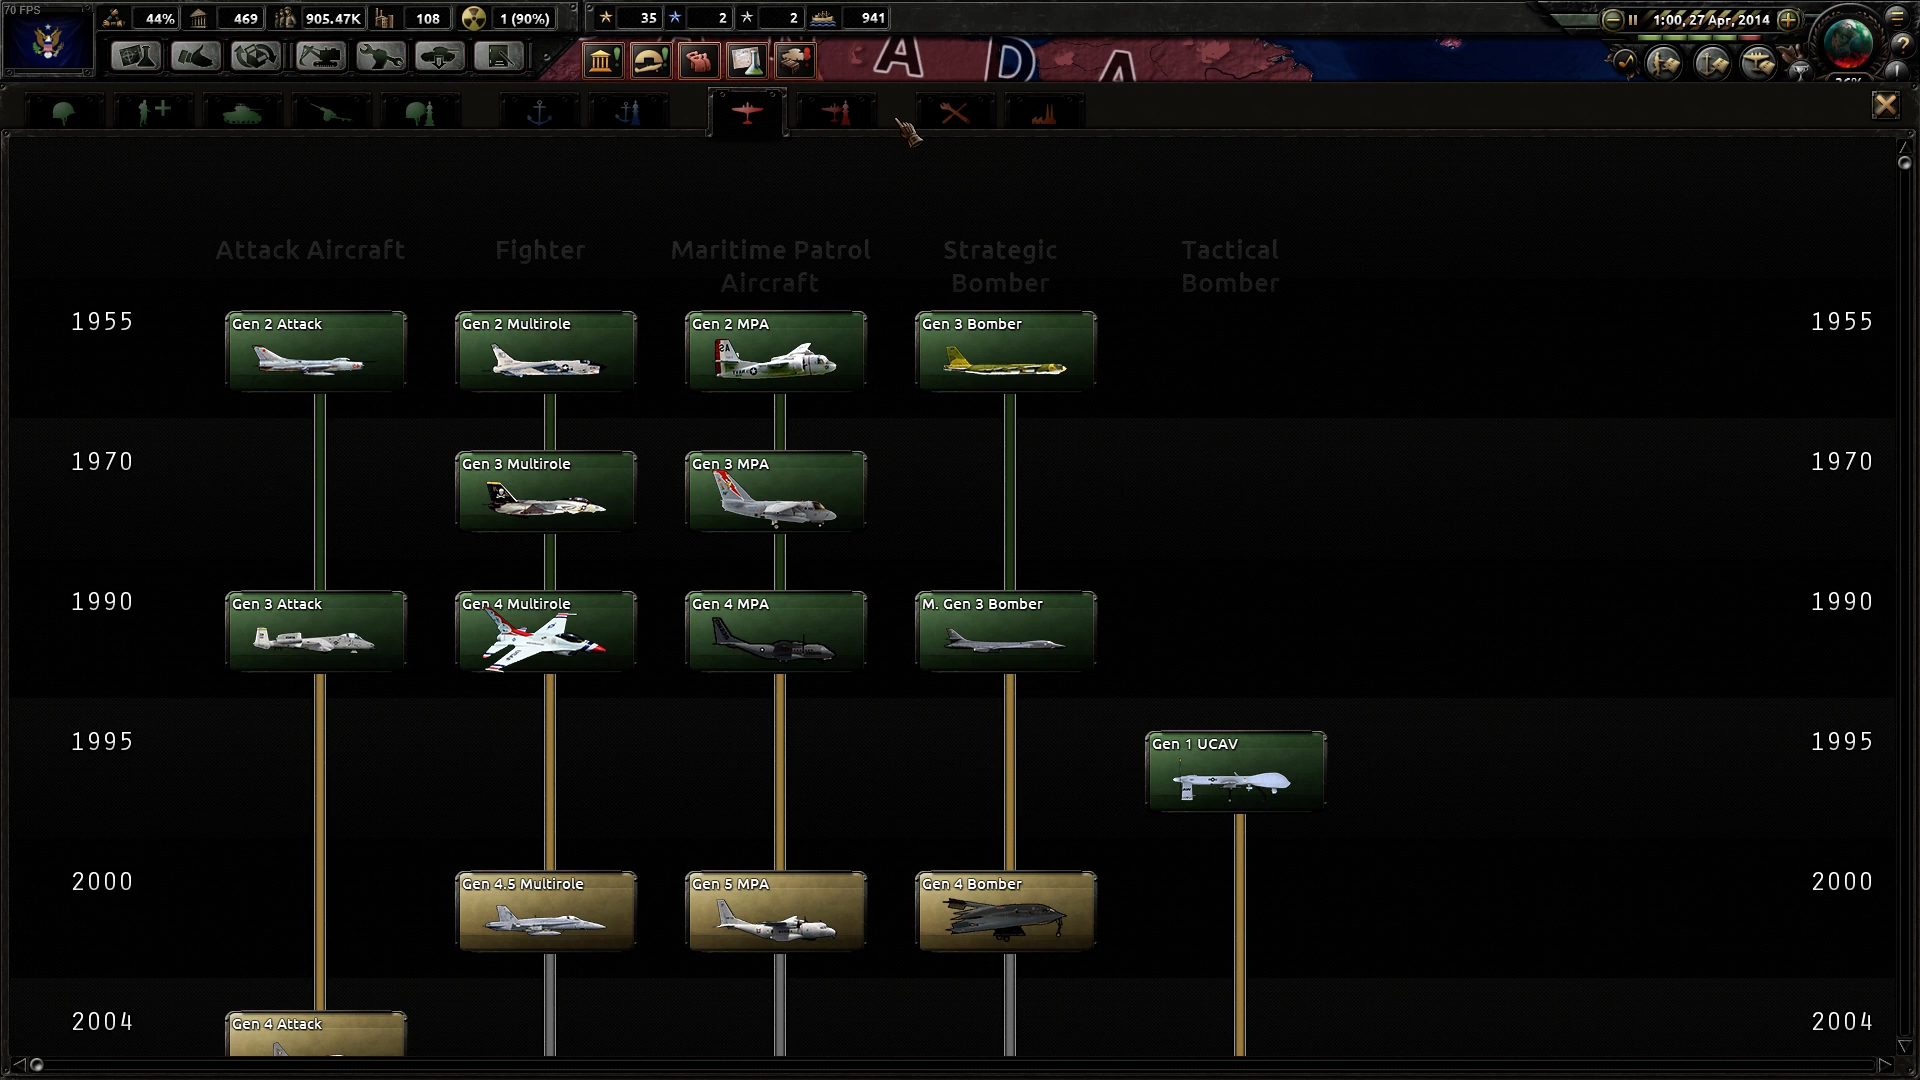 70 FPS
44% 469 905.47K 108 1 (90%) 35 2 2 941 1:00, 27 Apr, 2014
A D A
26%
Attack Aircraft Fighter Maritime Patrol Strategic Tactical
Aircraft Bomber Bomber
1955 Gen 2 Attack Gen 2 Multirole Gen 2 MPA Gen 3 Bomber 1955
1970 Gen 3 Multirole Gen 3 MPA 1970
1990 Gen 3 Attack Gen 4 Multirole Gen 4 MPA M. Gen 3 Bomber 1990
1995 Gen 1 UCAV 1995
2000 Gen 4.5 Multirole Gen 5 MPA Gen 4 Bomber 2000
2004 Gen 4 Attack 2004